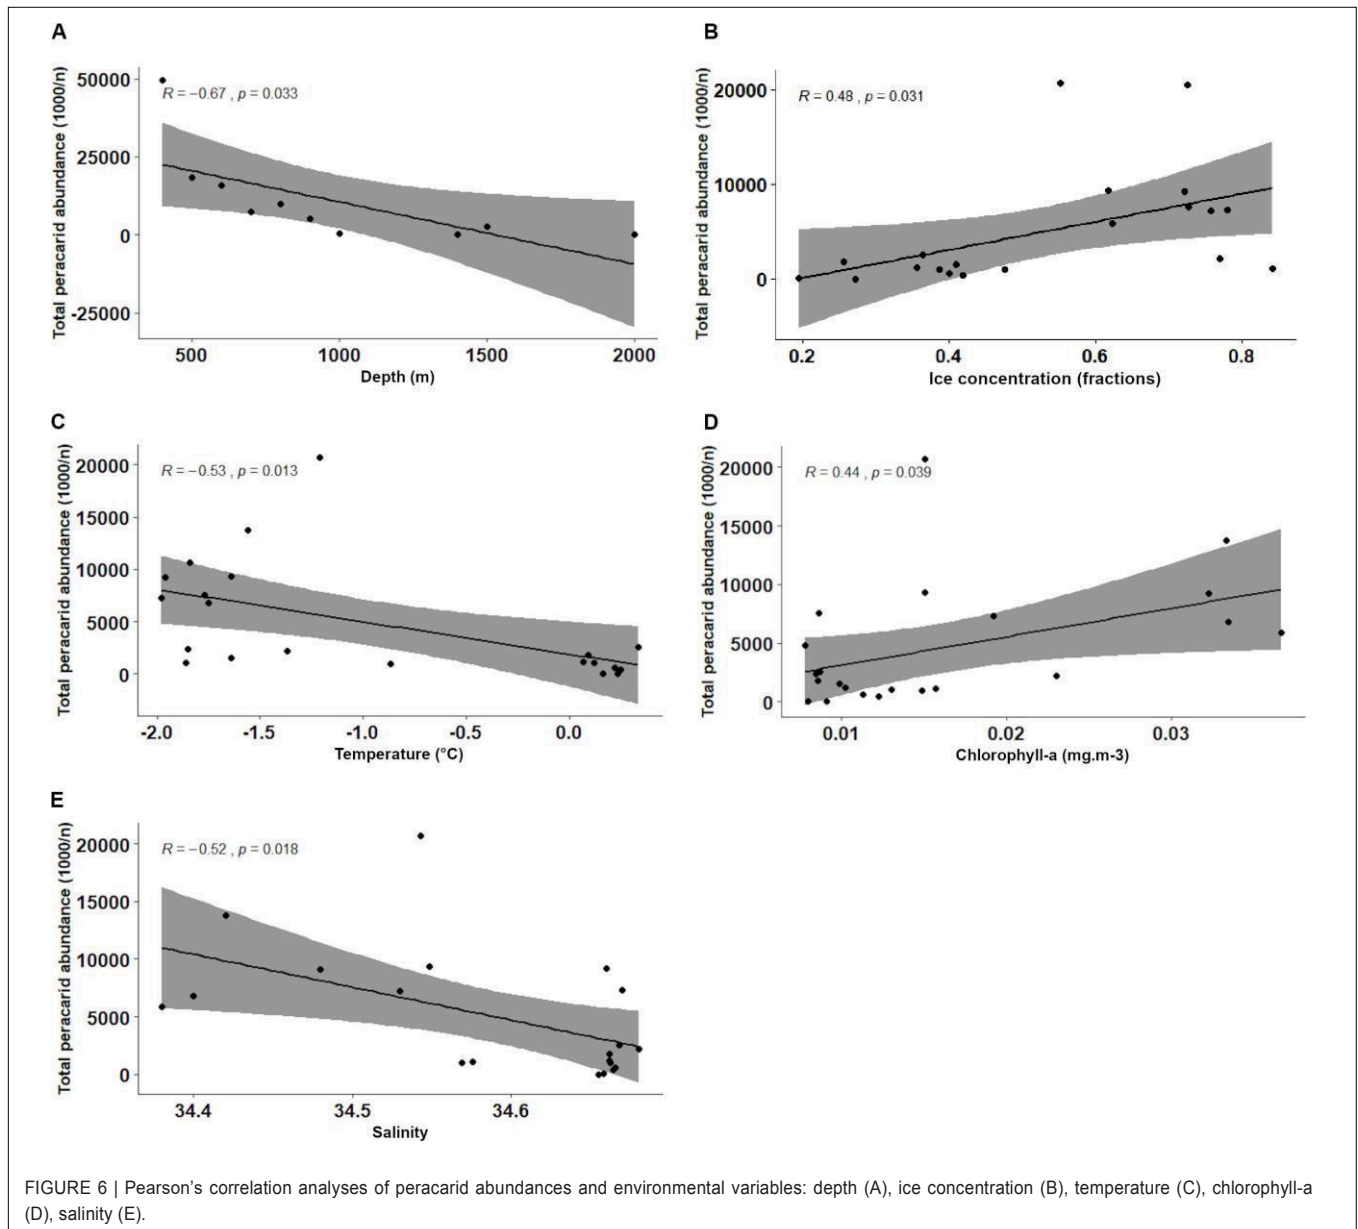 A
Total peracarid abundance (1000/n)
50000
25000
0
-25000
R = −0.67 , p = 0.033
500 1000 1500 2000
Depth (m)
B
Total peracarid abundance (1000/n)
20000
10000
0
R = 0.48 , p = 0.031
0.2 0.4 0.6 0.8
Ice concentration (fractions)
C
Total peracarid abundance (1000/n)
20000
15000
10000
5000
0
R = −0.53 , p = 0.013
-2.0 -1.5 -1.0 -0.5 0.0
Temperature (°C)
D
Total peracarid abundance (1000/n)
20000
15000
10000
5000
0
R = 0.44 , p = 0.039
0.01 0.02 0.03
Chlorophyll-a (mg.m-3)
E
Total peracarid abundance (1000/n)
20000
15000
10000
5000
0
R = −0.52 , p = 0.018
34.4 34.5 34.6
Salinity
FIGURE 6 | Pearson's correlation analyses of peracarid abundances and environmental variables: depth (A), ice concentration (B), temperature (C), chlorophyll-a
(D), salinity (E).